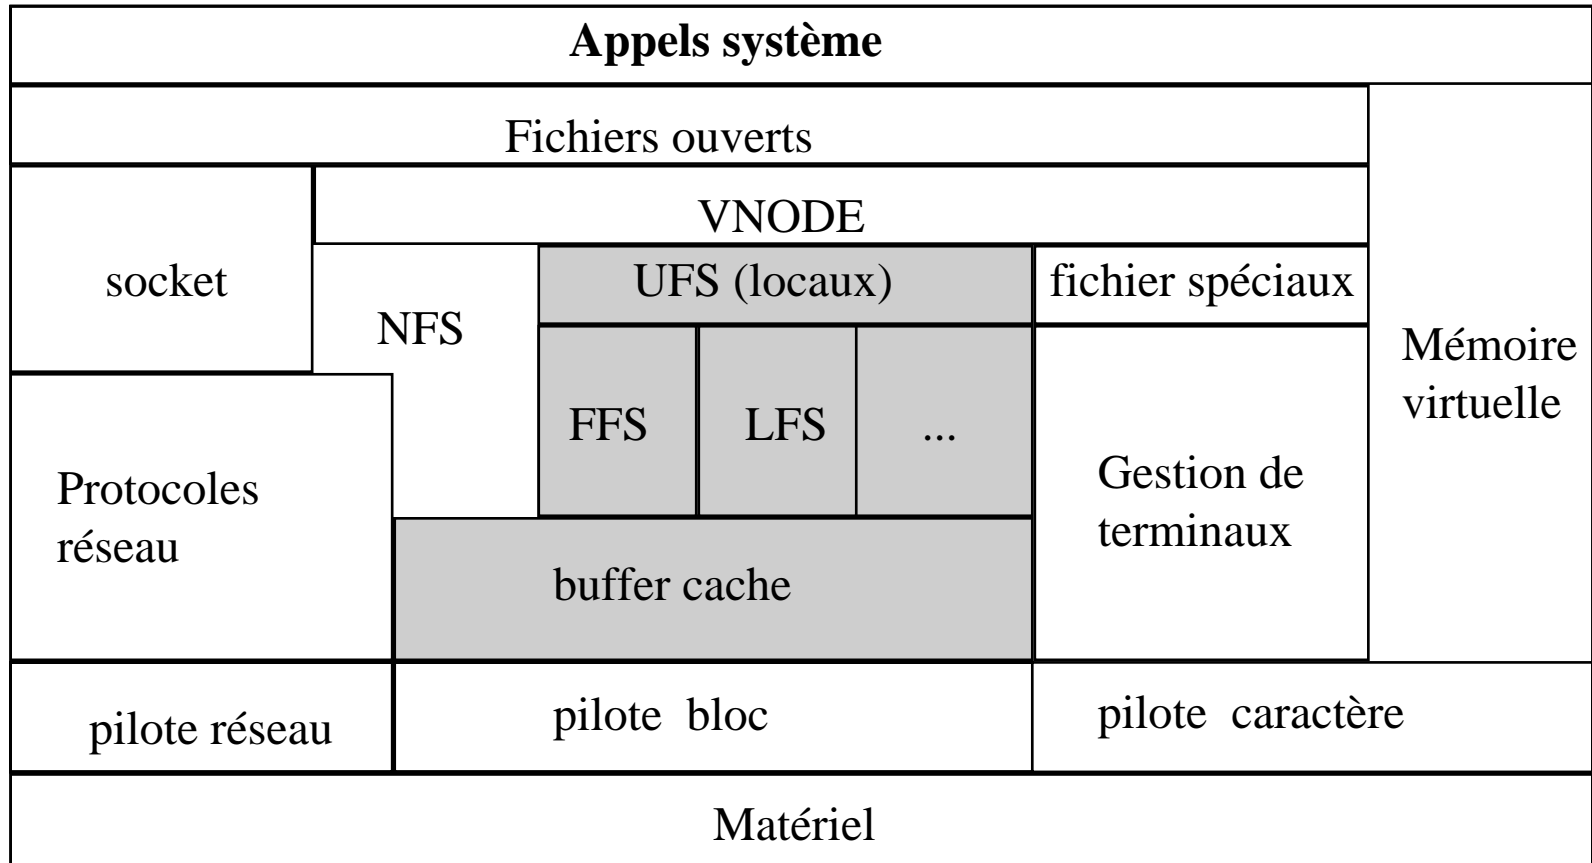 Appels système
Fichiers ouverts
VNODE
socket
UFS (locaux)
fichier spéciaux
NFS
Mémoire
virtuelle
FFS
LFS
...
Protocoles
réseau
Gestion de
terminaux
buffer cache
pilote réseau
pilote bloc
pilote caractère
Matériel